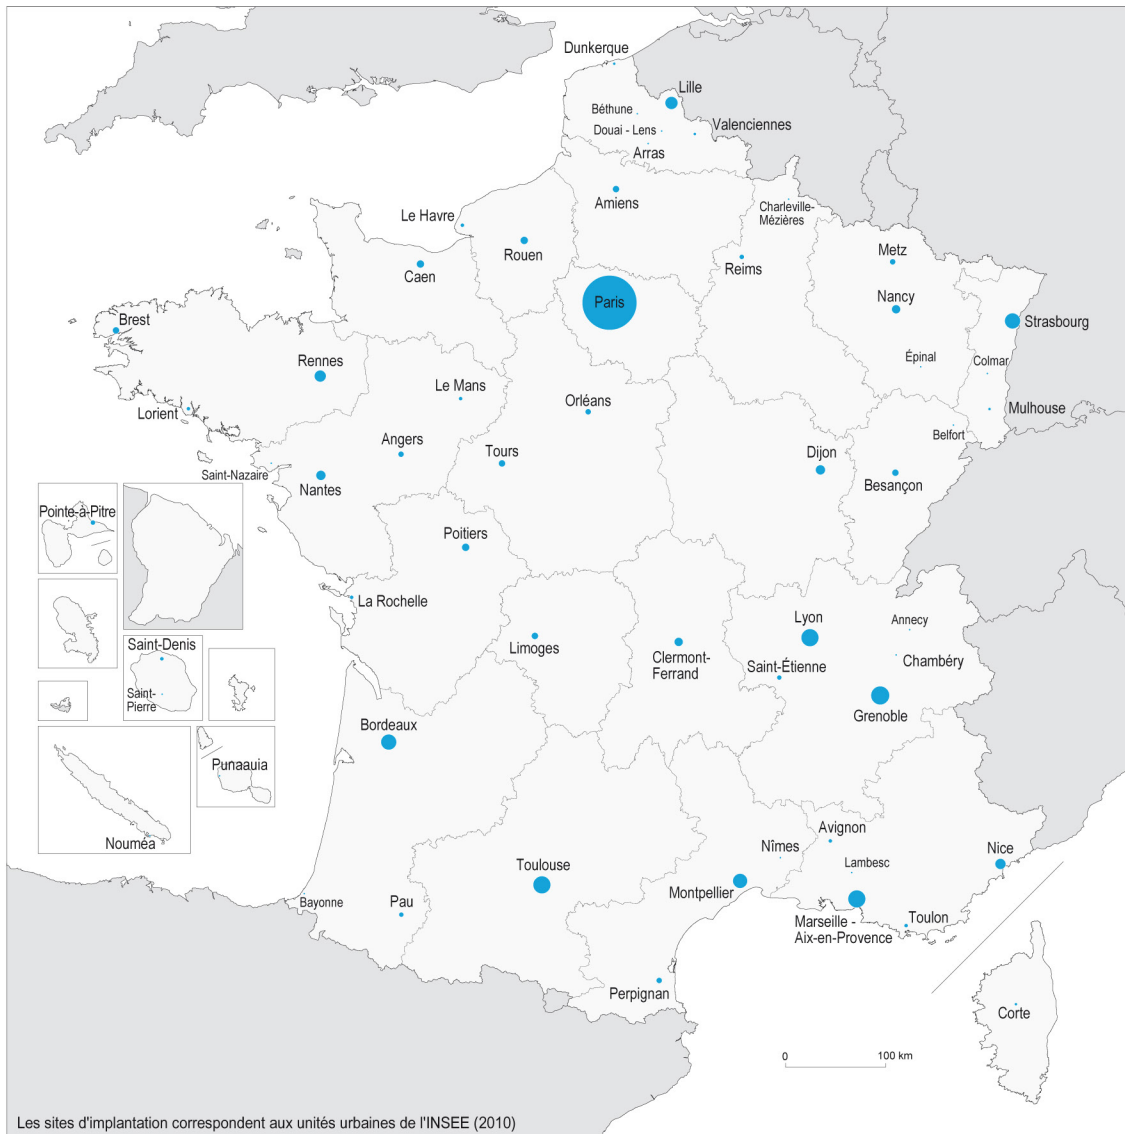 Dunkerque
Lille
Béthune
Douai - Lens
Valenciennes
Arras
Amiens
Charleville-
Mézières
Le Havre
Rouen
Caen
Reims
Metz
Paris
Nancy
Strasbourg
Brest
Rennes
Épinal
Colmar
Le Mans
Orléans
Lorient
Mulhouse
Belfort
Angers
Tours
Dijon
Saint-Nazaire
Nantes
Besançon
Pointe-à-Pitre
Poitiers
La Rochelle
Lyon
Annecy
Saint-Denis
Limoges
Clermont-
Ferrand
Saint-Étienne
Chambéry
Saint-
Pierre
Grenoble
Bordeaux
Punaauia
Nouméa
Avignon
Nîmes
Nice
Toulouse
Lambesc
Montpellier
Bayonne
Pau
Marseille -
Aix-en-Provence
Toulon
Perpignan
Corte
0
100 km
Les sites d'implantation correspondent aux unités urbaines de l'INSEE (2010)